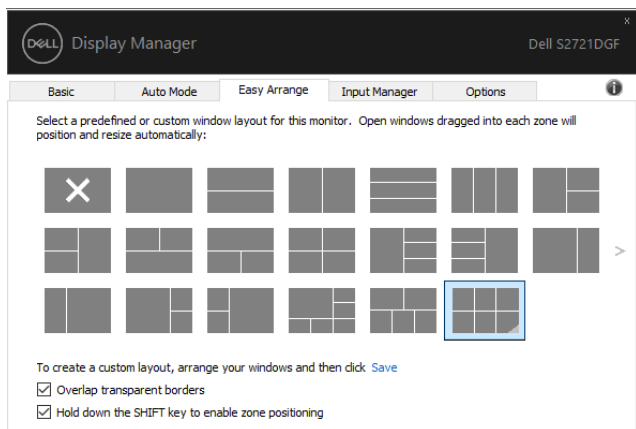 x
DELL Display Manager Dell S2721DGF
Basic Auto Mode Easy Arrange Input Manager Options
Select a predefined or custom window layout for this monitor. Open windows dragged into each zone will
position and resize automatically:
>
To create a custom layout, arrange your windows and then click Save
Overlap transparent borders
Hold down the SHIFT key to enable zone positioning